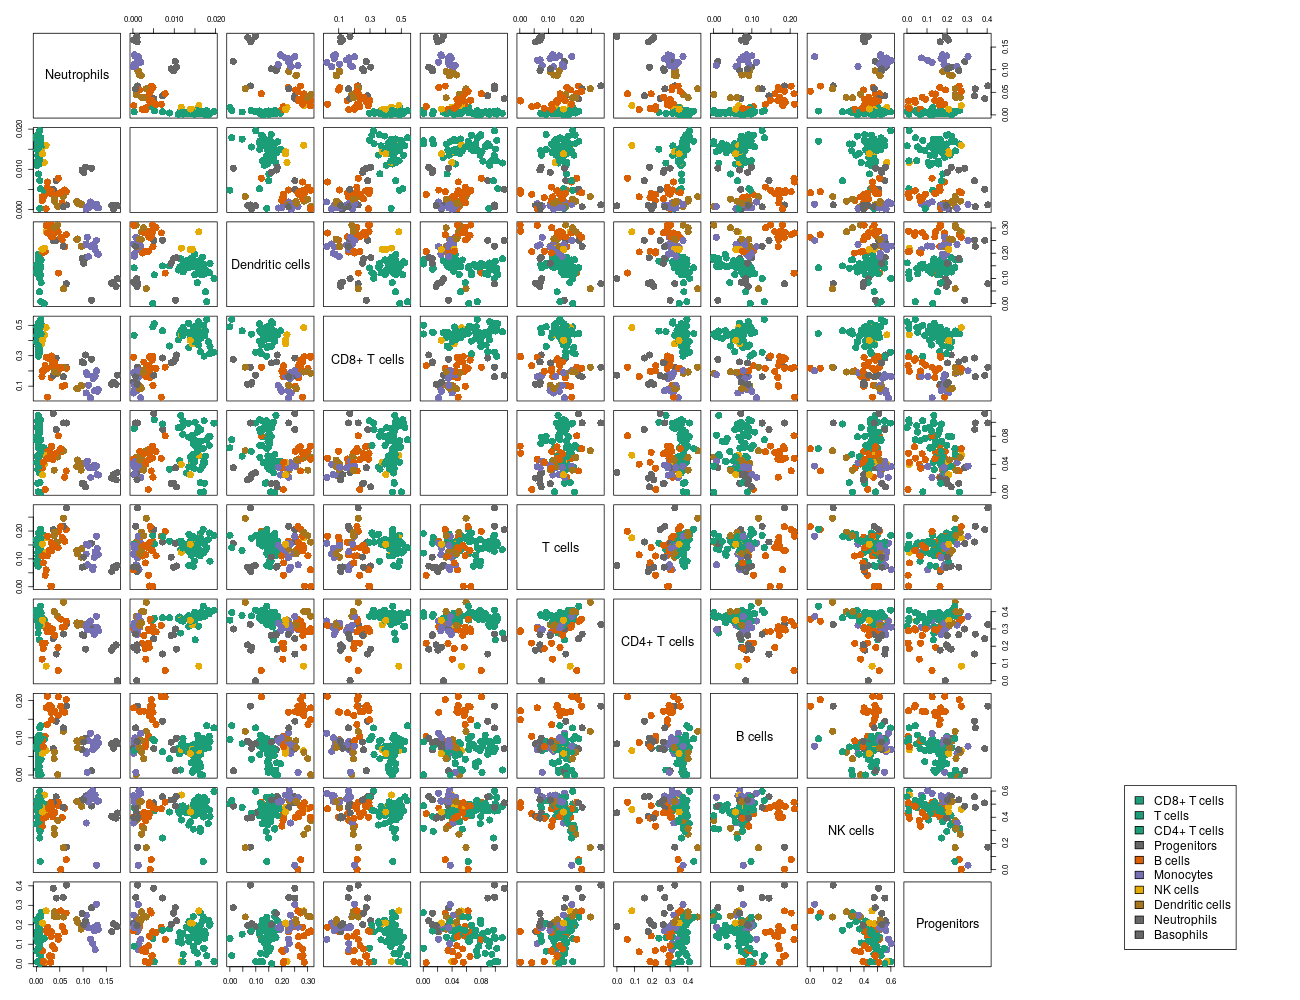 0.000 0.010 0.020 0.1 0.3 0.5 0.00 0.10 0.20 0.00 0.10 0.20 0.0 0.1 0.2 0.3 0.4
Neutrophils 0.00 0.05 0.10 0.15
0.000 0.010 0.020
Dendritic cells 0.00 0.10 0.20 0.30
0.1 0.3 0.5 CD8+ T cells
0.00 0.04 0.08
0.00 0.10 0.20 T cells
CD4+ T cells 0.0 0.1 0.2 0.3 0.4
0.00 0.10 0.20 B cells
NK cells 0.0 0.2 0.4 0.6
0.0 0.1 0.2 0.3 0.4 Progenitors
0.00 0.05 0.10 0.15 0.00 0.10 0.20 0.30 0.00 0.04 0.08 0.0 0.1 0.2 0.3 0.4 0.0 0.2 0.4 0.6
CD8+ T cells
T cells
CD4+ T cells
Progenitors
B cells
Monocytes
NK cells
Dendritic cells
Neutrophils
Basophils